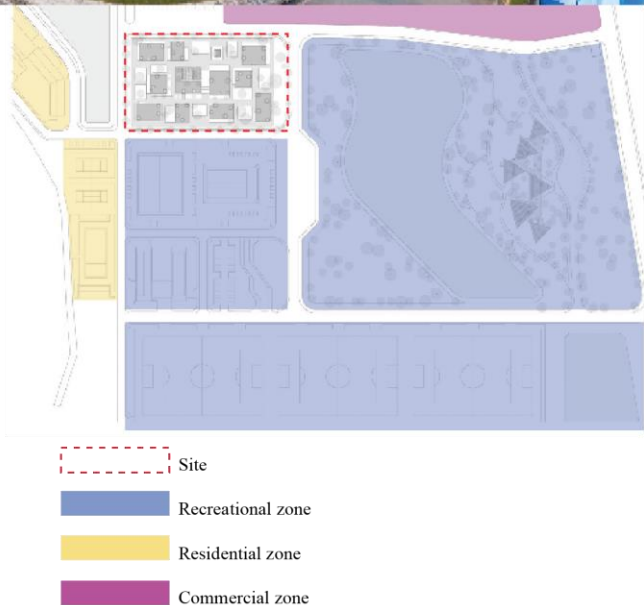 Site
Recreational zone
Residential zone
Commercial zone